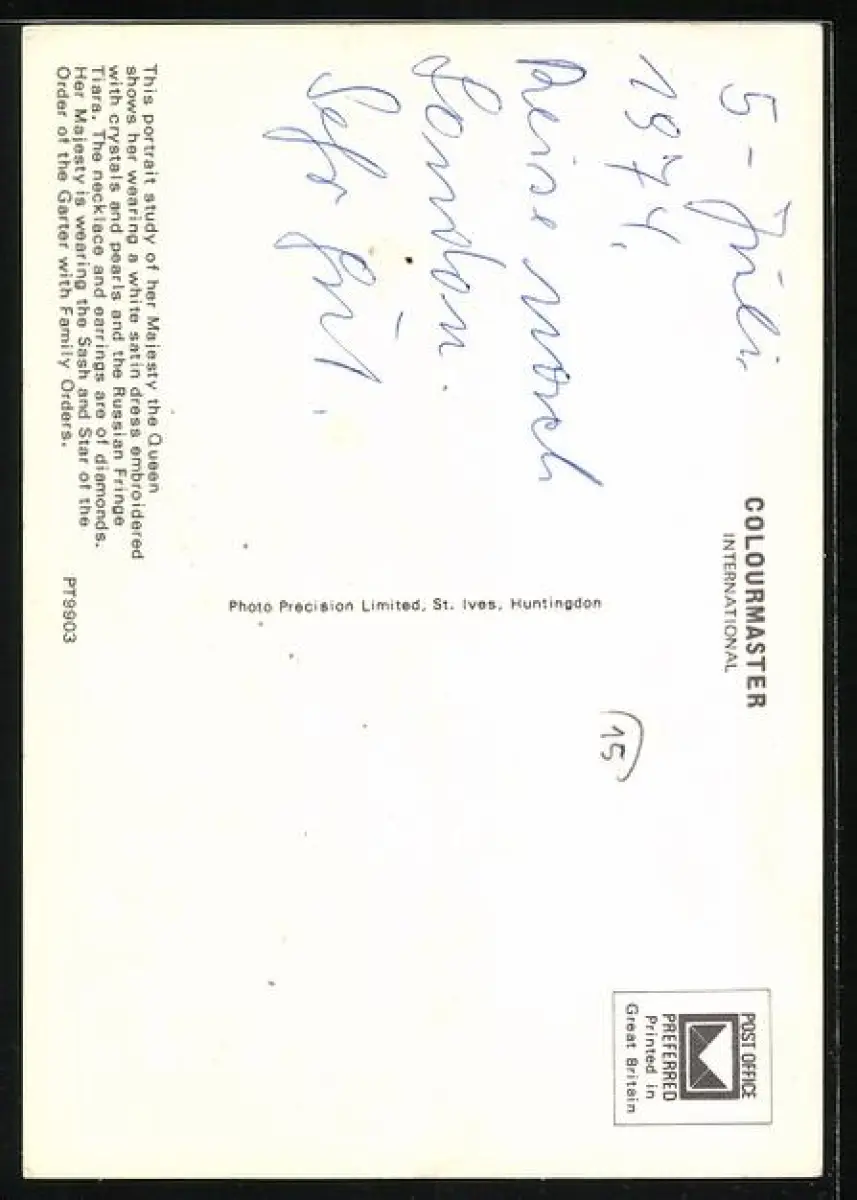 5 - Juli,
1974,
Reise nach
London.
Sehr gut.
This portrait study of her Majesty the Queen
shows her wearing a white satin dress embroidered
with crystals and pearls and the Russian Fringe
Tiara. The necklace and earrings are of diamonds.
Her Majesty is wearing the Sash and Star of the
Order of the Garter with Family Orders.
PT9903
COLOURMASTER
INTERNATIONAL
Photo Precision Limited, St. Ives, Huntingdon
15
POST OFFICE
PREFERRED
Printed in
Great Britain